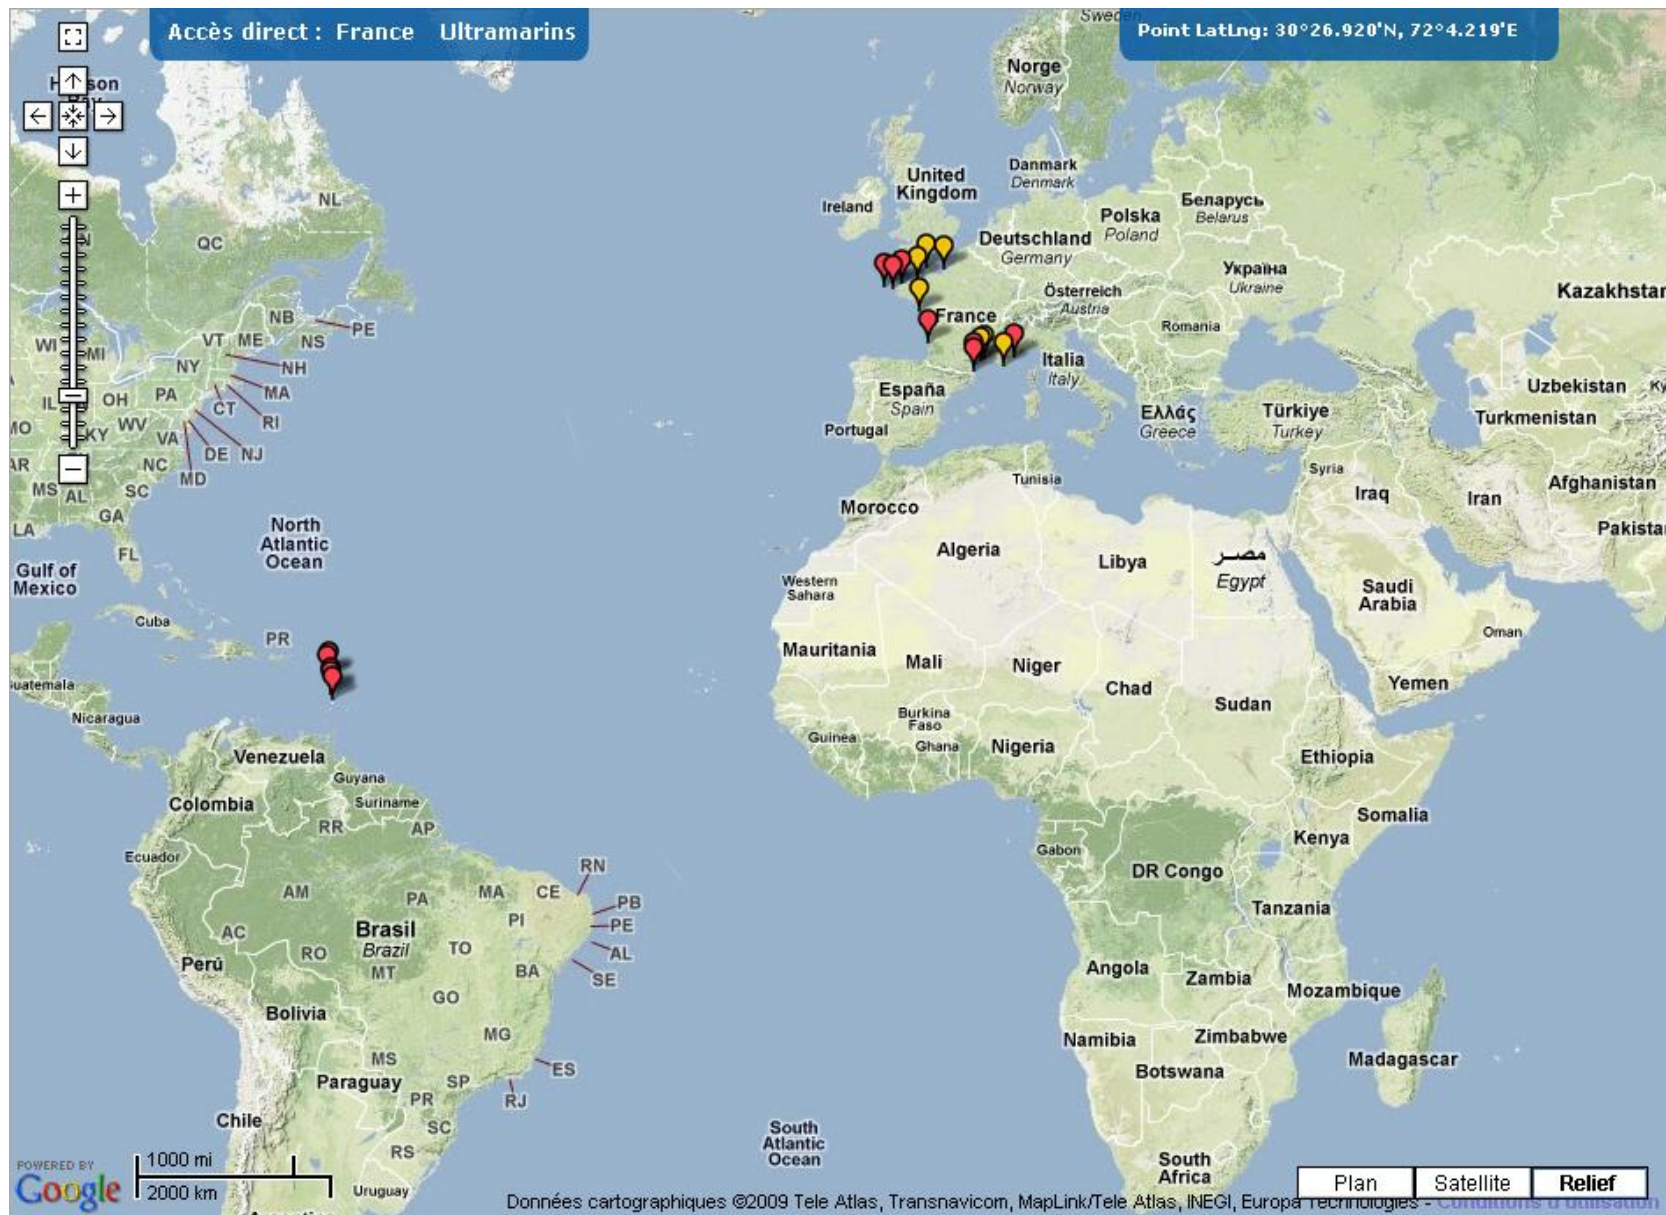 Accès direct : France Ultramarins
Point LatLng: 30°26.920'N, 72°4.219'E
Norge
Norway
Danmark
Denmark
United
Kingdom
Ireland
NL
QC
Беларусь
Belarus
Polska
Poland
Deutschland
Germany
Україна
Ukraine
Österreich
Austria
Kazakhstan
France
Romania
NB
PE
VT
ME
NS
WI
MI
NY
NH
Italia
Italy
PA
MA
OH
IL
CT
RI
España
Spain
Uzbekistan
Turkmenistan
Ελλάς
Greece
Türkiye
Turkey
Portugal
WV
KY
VA
DE
NJ
NC
MD
MS
AL
SC
GA
LA
FL
Syria
Iraq
Iran
Afghanistan
Tunisia
Morocco
North
Atlantic
Ocean
Gulf of
Mexico
Algeria
Libya
مصر
Egypt
Western
Sahara
Saudi
Arabia
Oman
Cuba
PR
Mauritania
Mali
Niger
Chad
Sudan
Yemen
Nicaragua
Burkina
Faso
Guinea
Ghana
Nigeria
Ethiopia
Venezuela
Guyana
Colombia
Suriname
Somalia
RR
AP
Kenya
Ecuador
Gabon
DR Congo
RN
AM
PA
MA
CE
PB
PI
PE
Tanzania
AC
Brasil
Brazil
RO
TO
AL
Perú
MT
BA
SE
Angola
Zambia
Mozambique
GO
Bolivia
MG
Namibia
Zimbabwe
MS
ES
Madagascar
Botswana
Paraguay
SP
RJ
PR
Chile
SC
South
Atlantic
Ocean
RS
South
Africa
POWERED BY
Google
1000 mi
2000 km
Uruguay
Plan
Satellite
Relief
Données cartographiques ©2009 Tele Atlas, Transnavicom, MapLink/Tele Atlas, INEGI, Europa Technologies - Conditions d'utilisation